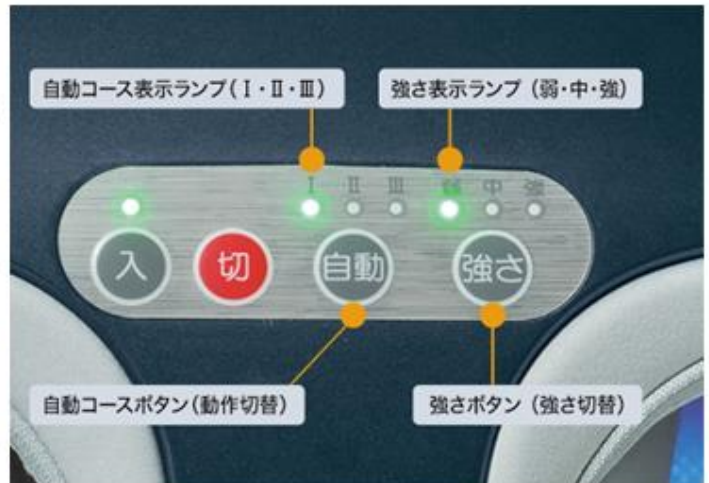 自動コース表示ランプ(Ⅰ・Ⅱ・Ⅲ)
強さ表示ランプ (弱・中・強)
Ⅰ Ⅱ Ⅲ 弱 中 強
入 切 自動 強さ
自動コースボタン(動作切替)
強さボタン (強さ切替)